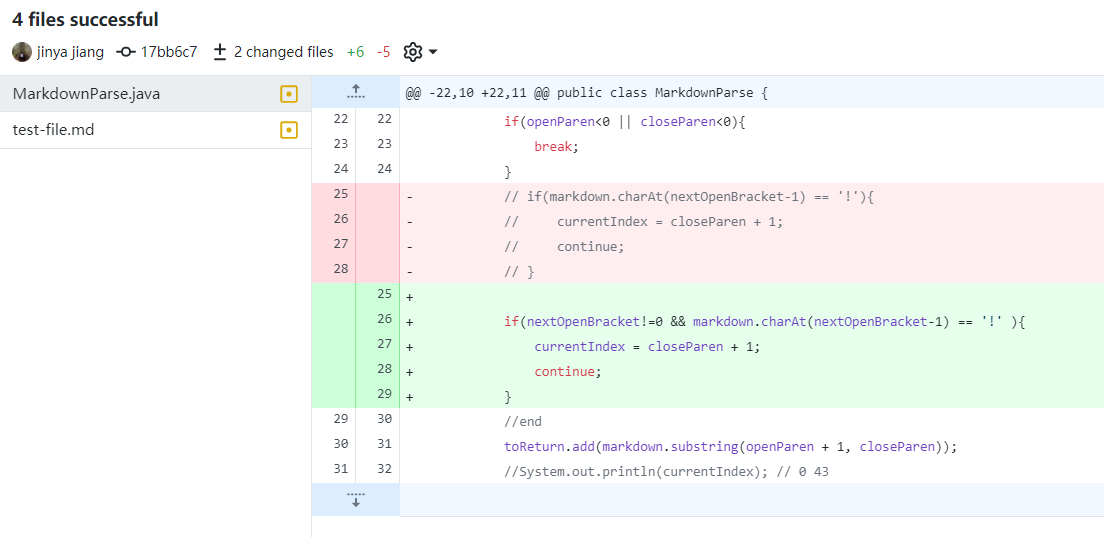 4 files successful
jinya jiang 17bb6c7 2 changed files +6 -5
MarkdownParse.java
test-file.md
@@ -22,10 +22,11 @@ public class MarkdownParse {
22 22 if(openParen<0 || closeParen<0){
23 23 break;
24 24 }
25 - // if(markdown.charAt(nextOpenBracket-1) == '!'){
26 - // currentIndex = closeParen + 1;
27 - // continue;
28 - // }
25 +
26 + if(nextOpenBracket!=0 && markdown.charAt(nextOpenBracket-1) == '!' ){
27 + currentIndex = closeParen + 1;
28 + continue;
29 + }
29 30 //end
30 31 toReturn.add(markdown.substring(openParen + 1, closeParen));
31 32 //System.out.println(currentIndex); // 0 43